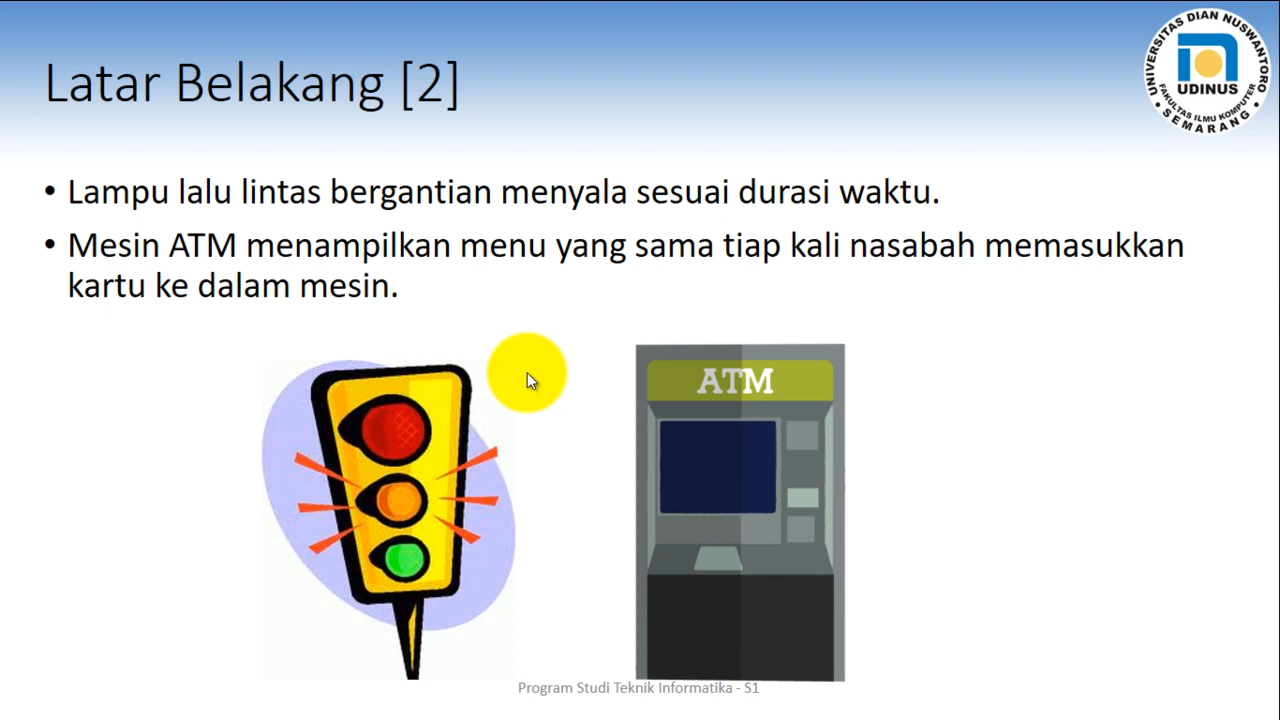 Latar Belakang [2]
UNIVERSITAS DIAN NUSWANTORO
UDINUS
FAKULTAS ILMU KOMPUTER
• SEMARANG •
• Lampu lalu lintas bergantian menyala sesuai durasi waktu.
• Mesin ATM menampilkan menu yang sama tiap kali nasabah memasukkan
kartu ke dalam mesin.
ATM
Program Studi Teknik Informatika - S1